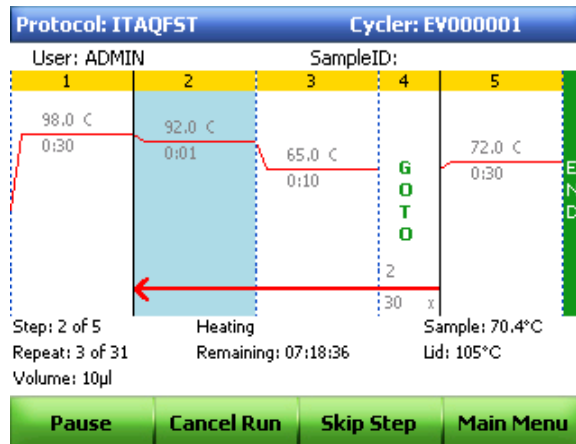 Protocol: ITAQFST Cycler: EV000001
User: ADMIN SampleID:
1 2 3 4 5
98.0 C
0:30
92.0 C
0:01
65.0 C
0:10
GOTO
2
30 x
72.0 C
0:30
END
Step: 2 of 5 Heating Sample: 70.4°C
Repeat: 3 of 31 Remaining: 07:18:36 Lid: 105°C
Volume: 10µl
Pause Cancel Run Skip Step Main Menu